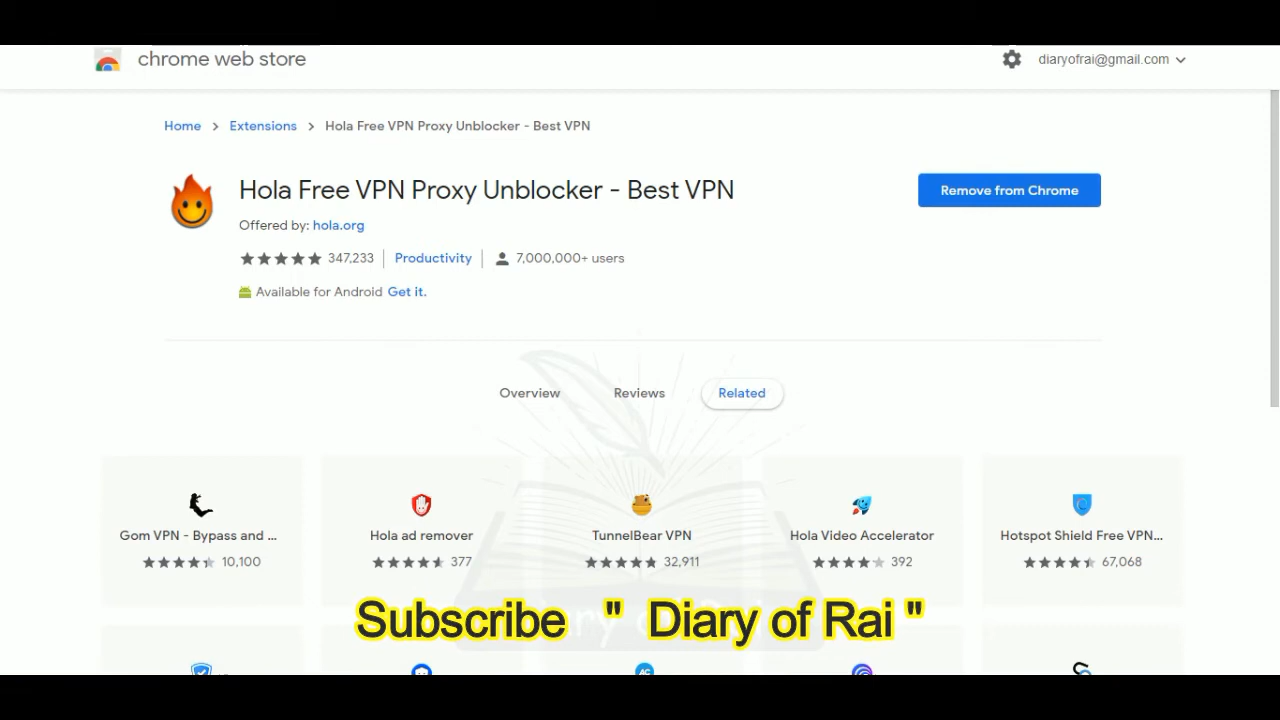 chrome web store
diaryofrai@gmail.com
Home > Extensions > Hola Free VPN Proxy Unblocker - Best VPN
Hola Free VPN Proxy Unblocker - Best VPN
Remove from Chrome
Offered by: hola.org
347,233 | Productivity | 7,000,000+ users
Available for Android Get it.
Overview Reviews Related
Gom VPN - Bypass and ... Hola ad remover TunnelBear VPN Hola Video Accelerator Hotspot Shield Free VPN...
10,100 377 32,911 392 67,068
Subscribe " Diary of Rai "